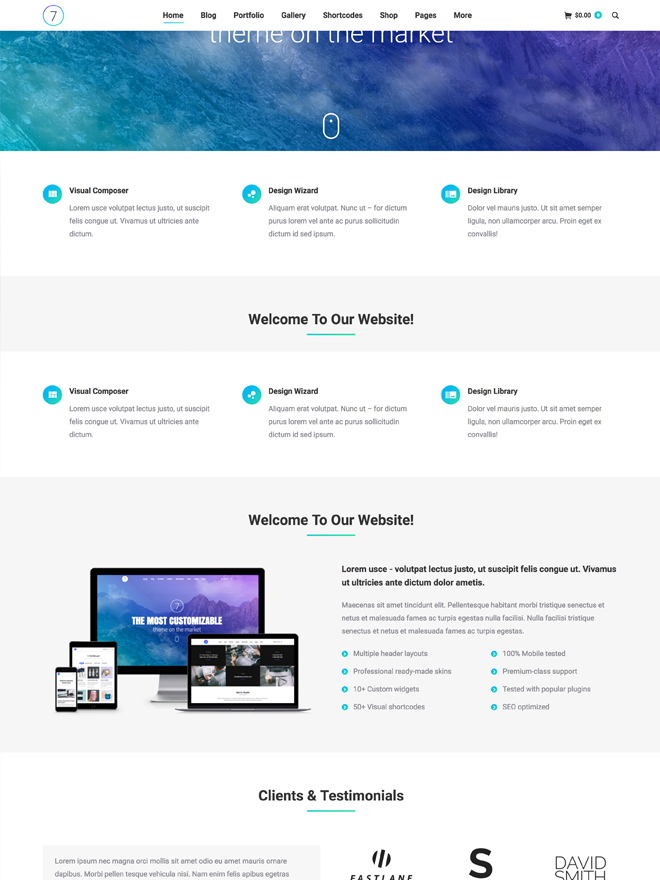 7
Home Blog Portfolio Gallery Shortcodes Shop Pages More $0.00 0
theme on the market
Visual Composer
Lorem usce volutpat lectus justo, ut suscipit
felis congue ut. Vivamus ut ultricies ante
dictum.
Design Wizard
Aliquam erat volutpat. Nunc ut – for dictum
purus lorem vel ante ac purus sollicitudin
dictum id sed ipsum.
Design Library
Dolor vel mauris justo. Ut sit amet semper
ligula, non ullamcorper arcu. Proin eget ex
convallis!
Welcome To Our Website!
Visual Composer
Lorem usce volutpat lectus justo, ut suscipit
felis congue ut. Vivamus ut ultricies ante
dictum.
Design Wizard
Aliquam erat volutpat. Nunc ut – for dictum
purus lorem vel ante ac purus sollicitudin
dictum id sed ipsum.
Design Library
Dolor vel mauris justo. Ut sit amet semper
ligula, non ullamcorper arcu. Proin eget ex
convallis!
Welcome To Our Website!
7
THE MOST CUSTOMIZABLE
theme on the market
Lorem usce - volutpat lectus justo, ut suscipit felis congue ut. Vivamus
ut ultricies ante dictum dolor ametis.
Maecenas sit amet tincidunt elit. Pellentesque habitant morbi tristique senectus et
netus et malesuada fames ac turpis egestas nulla facilisi. Nulla facilisi tristique
senectus et netus et malesuada fames ac turpis egestas.
Multiple header layouts
Professional ready-made skins
10+ Custom widgets
50+ Visual shortcodes
100% Mobile tested
Premium-class support
Tested with popular plugins
SEO optimized
Clients & Testimonials
Lorem ipsum nec magna orci mollis sit amet odio eu amet mauris ornare
dapibus. Morbi pellen tesque vehicula nisl. Nam enim felis dapibus egetras
FASTLANE
S
DAVID
SMITH